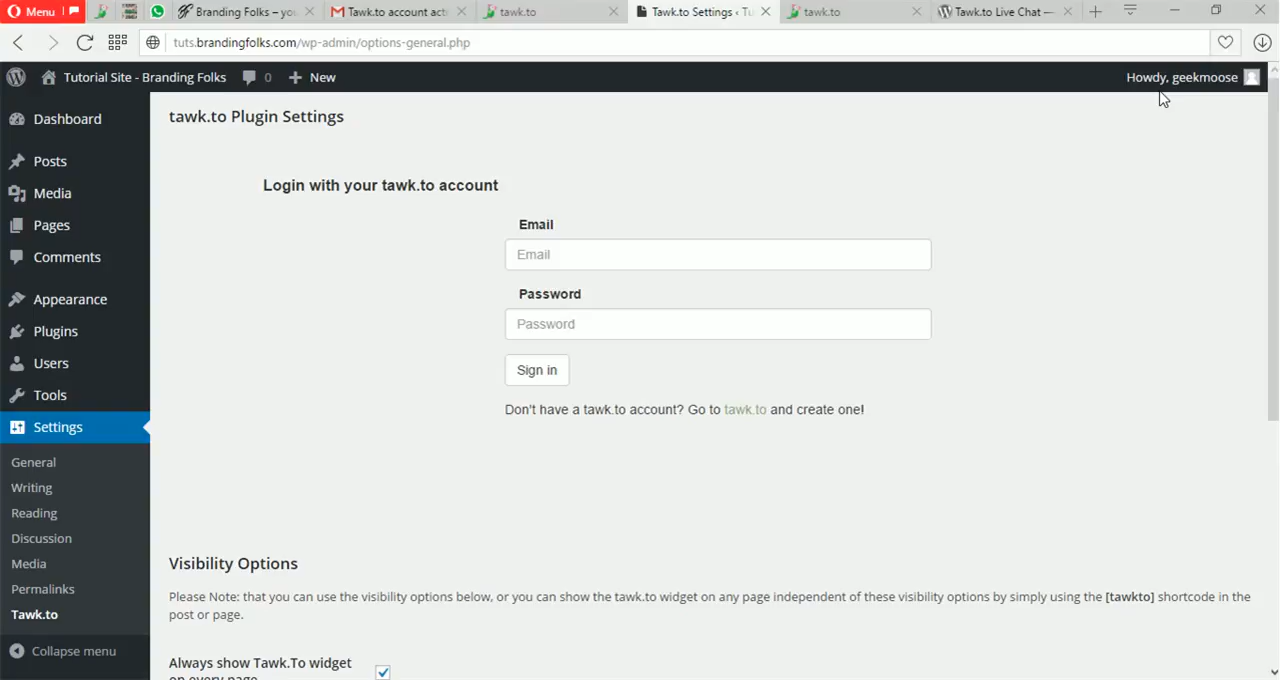 Menu
Branding Folks – yo
Tawk.to account acti
tawk.to
Tawk.to Settings ‹ Tu
tawk.to
Tawk.to Live Chat —
tuts.brandingfolks.com/wp-admin/options-general.php
Tutorial Site - Branding Folks
0
New
Howdy, geekmoose
Dashboard
Posts
Media
Pages
Comments
Appearance
Plugins
Users
Tools
Settings
General
Writing
Reading
Discussion
Media
Permalinks
Tawk.to
Collapse menu
tawk.to Plugin Settings
Login with your tawk.to account
Email
Email
Password
Password
Sign in
Don't have a tawk.to account? Go to tawk.to and create one!
Visibility Options
Please Note: that you can use the visibility options below, or you can show the tawk.to widget on any page independent of these visibility options by simply using the [tawkto] shortcode in the
post or page.
Always show Tawk.To widget
on every page